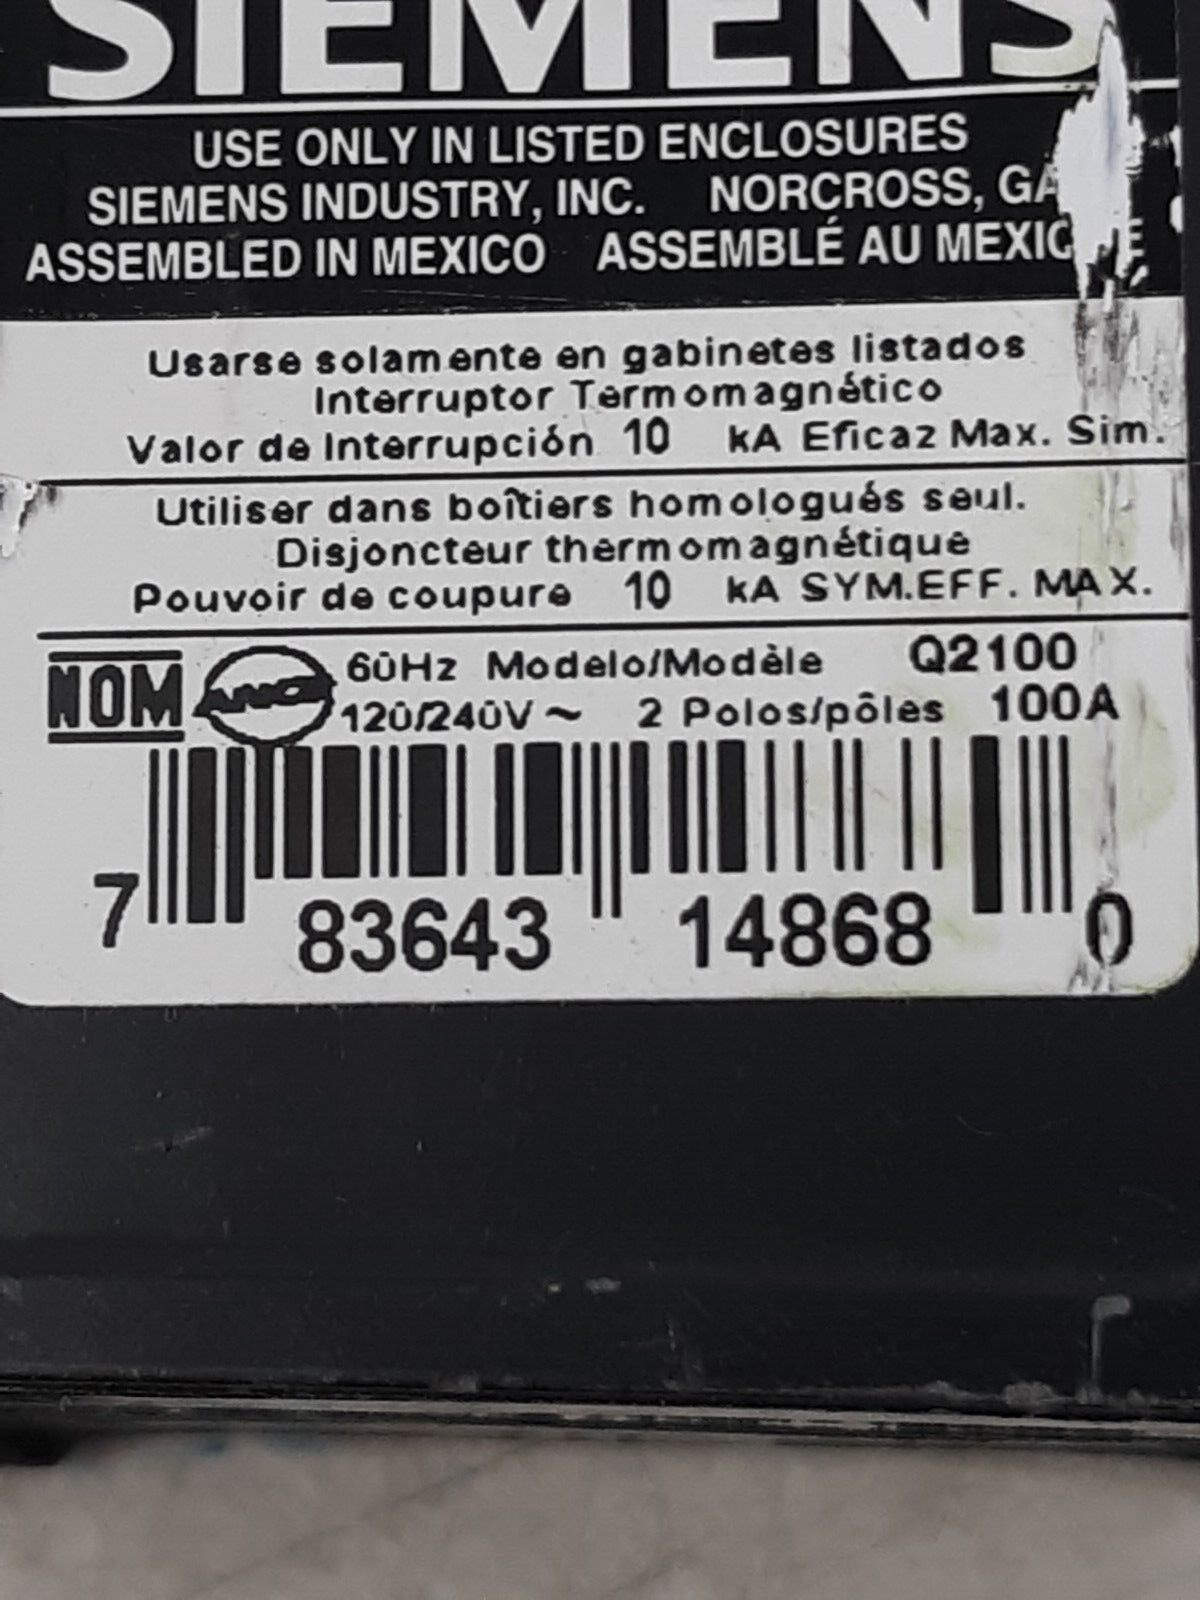 SIEMENS
USE ONLY IN LISTED ENCLOSURES
SIEMENS INDUSTRY, INC. NORCROSS, GA
ASSEMBLED IN MEXICO ASSEMBLÉ AU MEXIQUE
Usarse solamente en gabinetes listados
Interruptor Termomagnético
Valor de Interrupción 10 kA Eficaz Max. Sim.
Utiliser dans boîtiers homologués seul.
Disjoncteur thermomagnétique
Pouvoir de coupure 10 kA SYM.EFF. MAX.
NOM ANCE 60Hz Modelo/Modèle Q2100
120/240V ~ 2 Polos/pôles 100A
7 83643 14868 0